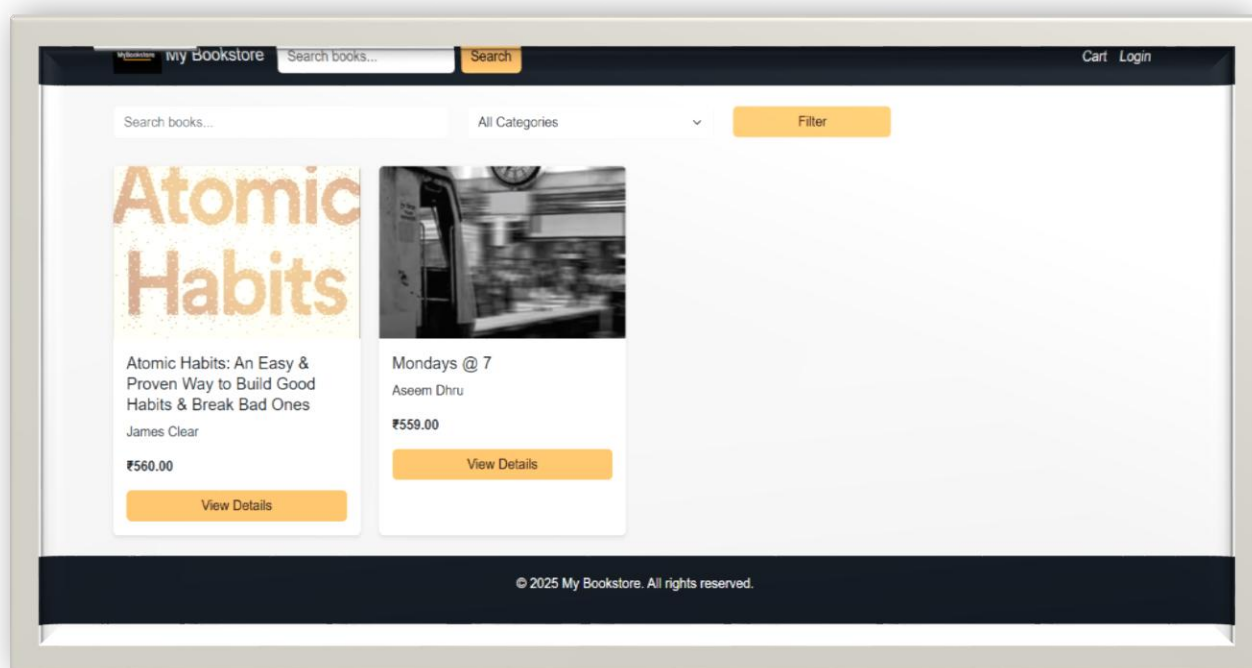 MyBookstore My Bookstore Search books... Search Cart Login
Search books... All Categories Filter
Atomic
Habits
Atomic Habits: An Easy &
Proven Way to Build Good
Habits & Break Bad Ones
James Clear
₹560.00
View Details
Mondays @ 7
Aseem Dhru
₹559.00
View Details
© 2025 My Bookstore. All rights reserved.